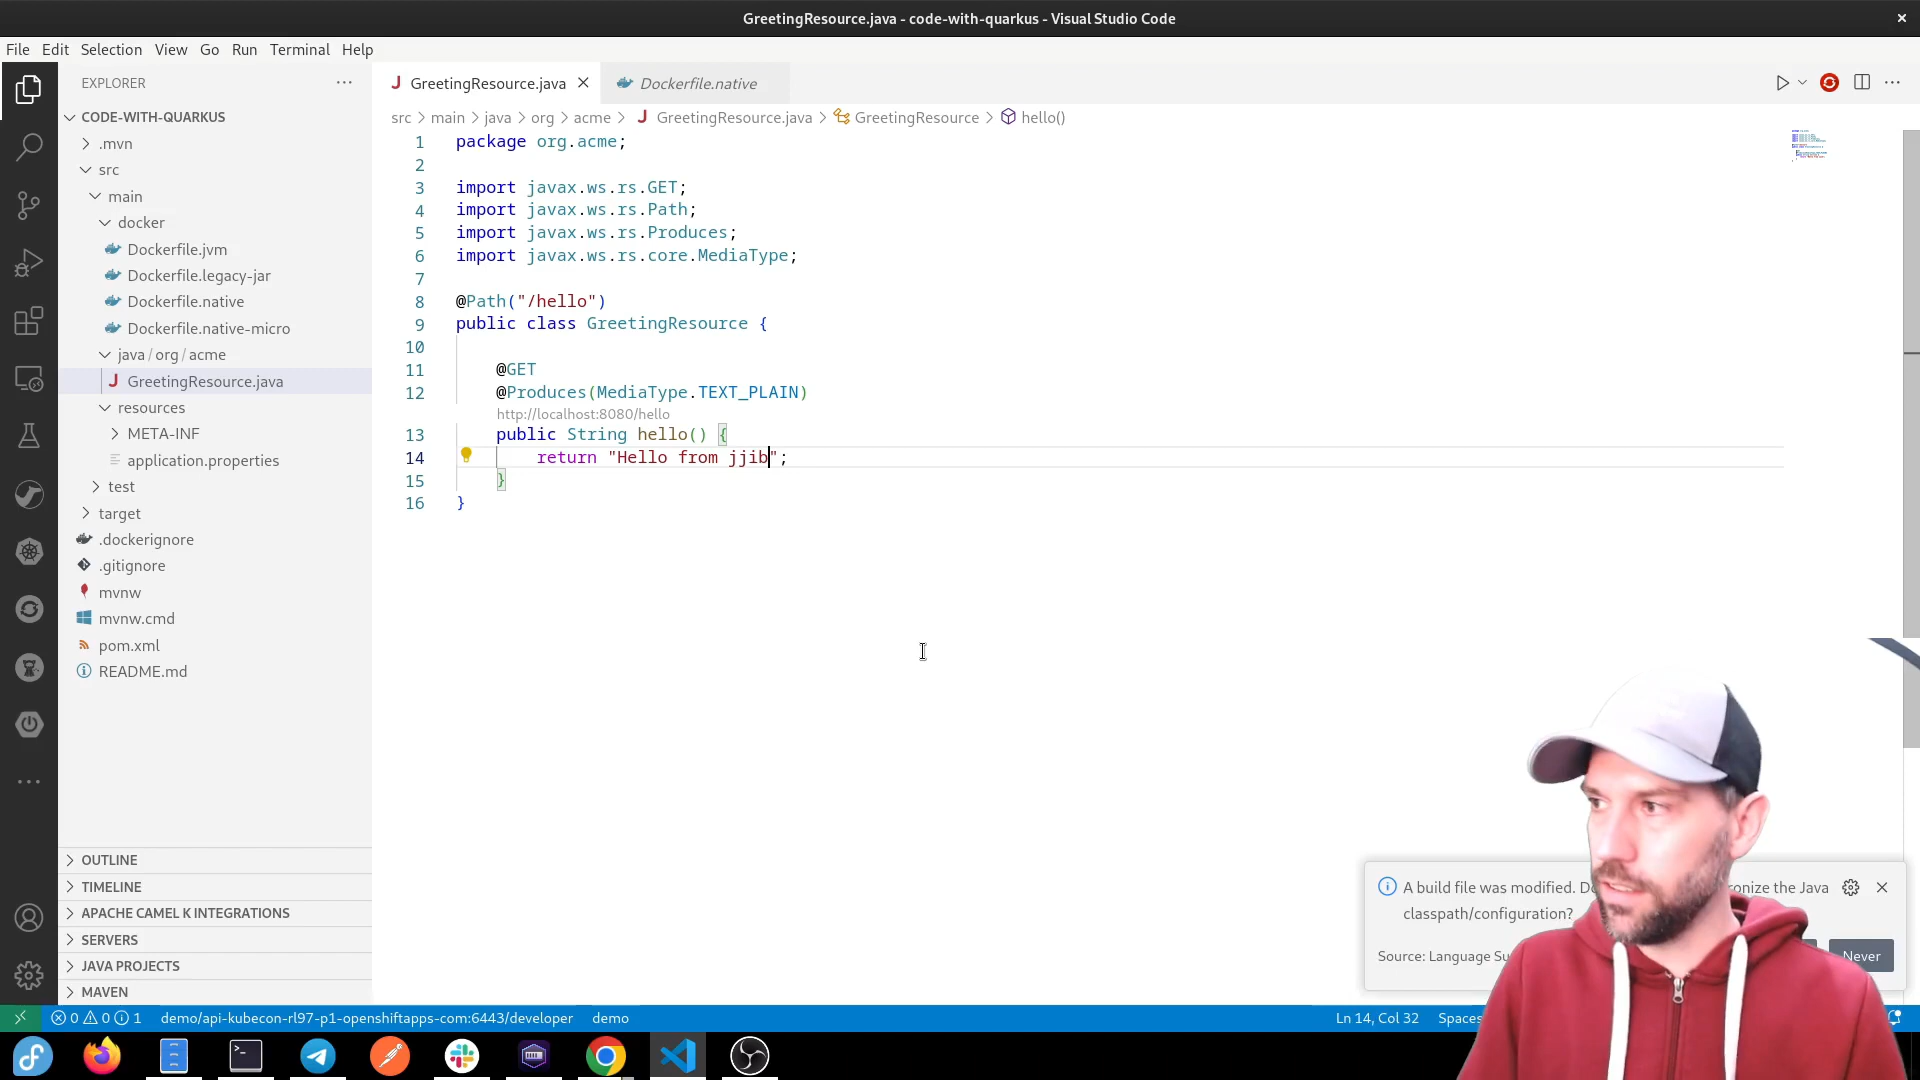 GreetingResource.java - code-with-quarkus - Visual Studio Code
File Edit Selection View Go Run Terminal Help
EXPLORER
CODE-WITH-QUARKUS
.mvn
src
main
docker
Dockerfile.jvm
Dockerfile.legacy-jar
Dockerfile.native
Dockerfile.native-micro
java/org/acme
GreetingResource.java
resources
META-INF
application.properties
test
target
.dockerignore
.gitignore
mvnw
mvnw.cmd
pom.xml
README.md
OUTLINE
TIMELINE
APACHE CAMEL K INTEGRATIONS
SERVERS
JAVA PROJECTS
MAVEN
GreetingResource.java
Dockerfile.native
src > main > java > org > acme > GreetingResource.java > GreetingResource > hello()
1 package org.acme;
2
3 import javax.ws.rs.GET;
4 import javax.ws.rs.Path;
5 import javax.ws.rs.Produces;
6 import javax.ws.rs.core.MediaType;
7
8 @Path("/hello")
9 public class GreetingResource {
10
11 @GET
12 @Produces(MediaType.TEXT_PLAIN)
http://localhost:8080/hello
13 public String hello() {
14 return "Hello from jjib";
15 }
16 }
A build file was modified. ronize the Java
classpath/configuration?
Source: Language
Never
0 0 1 demo/api-kubecon-rl97-p1-openshiftapps-com:6443/developer demo Ln 14, Col 32 Spaces